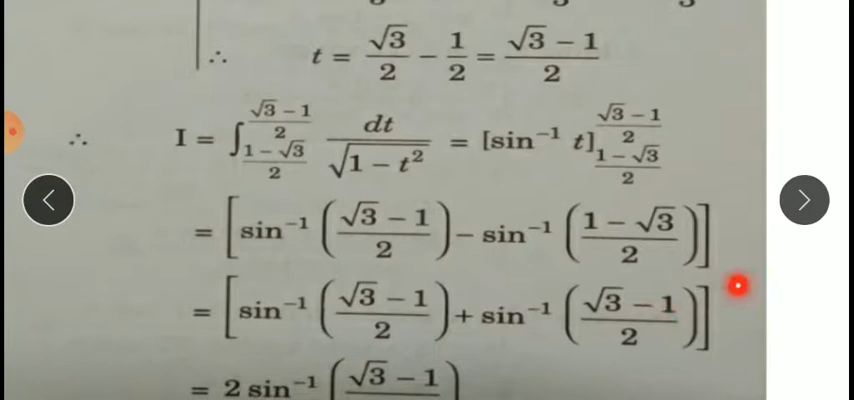 ∴ t = √3/2 − 1/2 = (√3 − 1)/2
∴ I = ∫_{(1 − √3)/2}^{(√3 − 1)/2} dt/√(1 − t²) = [sin⁻¹ t]_{(1 − √3)/2}^{(√3 − 1)/2}
= [sin⁻¹ ((√3 − 1)/2) − sin⁻¹ ((1 − √3)/2)]
= [sin⁻¹ ((√3 − 1)/2) + sin⁻¹ ((√3 − 1)/2)]
= 2 sin⁻¹ (√3 − 1)